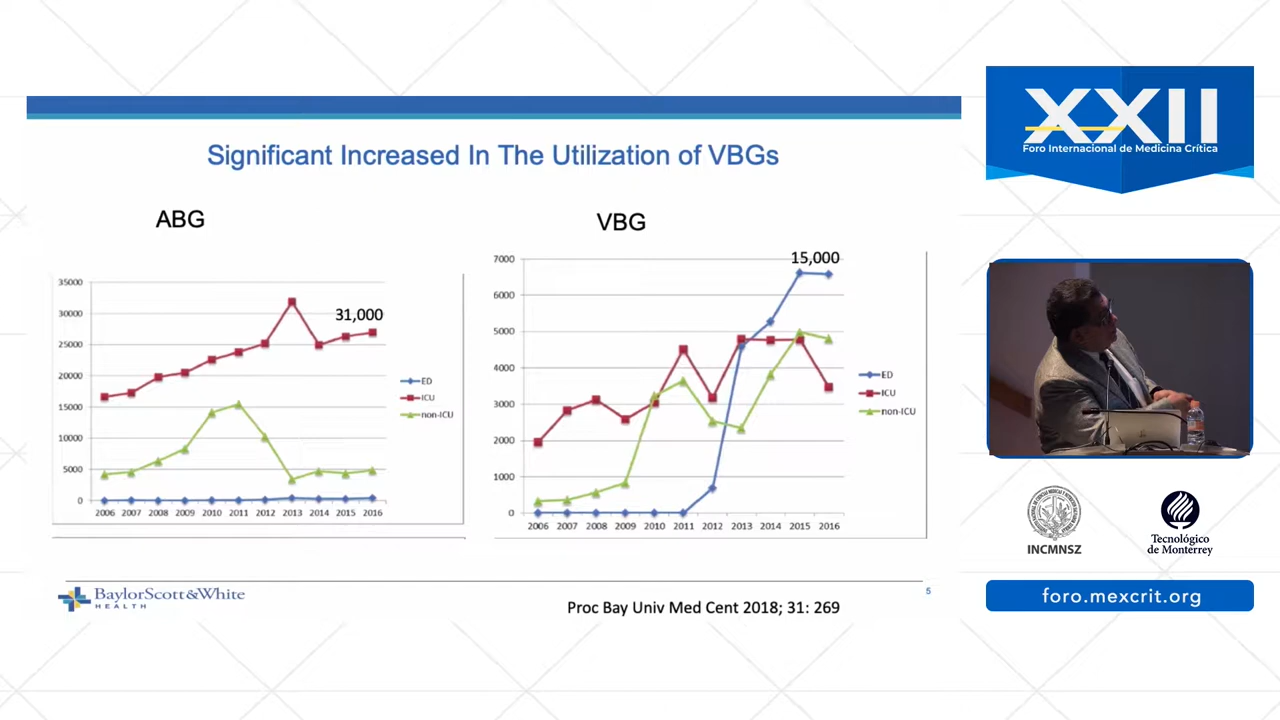 Significant Increased In The Utilization of VBGs
ABG
35000
30000
25000
20000
15000
10000
5000
0
2006 2007 2008 2009 2010 2011 2012 2013 2014 2015 2016
31,000
ED
ICU
non-ICU
VBG
7000
6000
5000
4000
3000
2000
1000
0
2006 2007 2008 2009 2010 2011 2012 2013 2014 2015 2016
15,000
ED
ICU
non-ICU
BaylorScott&White
HEALTH
Proc Bay Univ Med Cent 2018; 31: 269
5
XXII
Foro Internacional de Medicina Crítica
INCMNSZ
Tecnológico
de Monterrey
foro.mexcrit.org